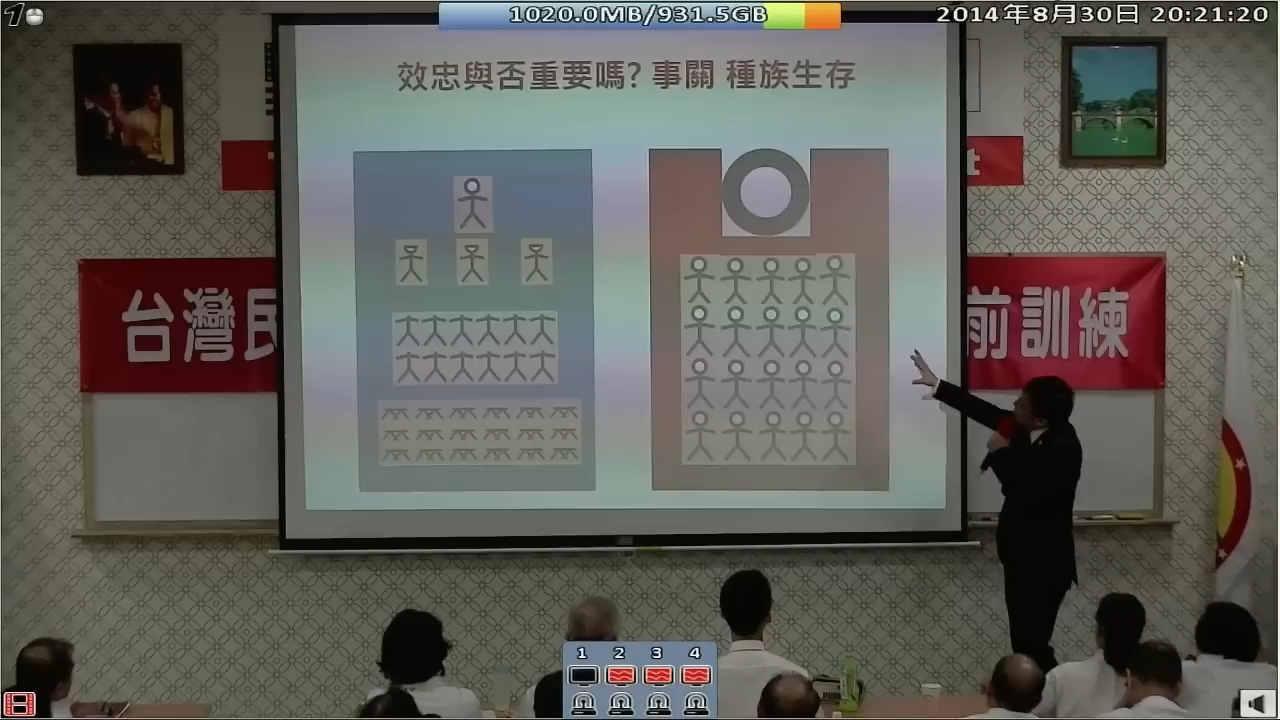 1
1020.0MB/931.5GB
2014年8月30日 20:21:20
效忠與否重要嗎? 事關 種族生存
t
台灣民
前訓練
1 2 3 4